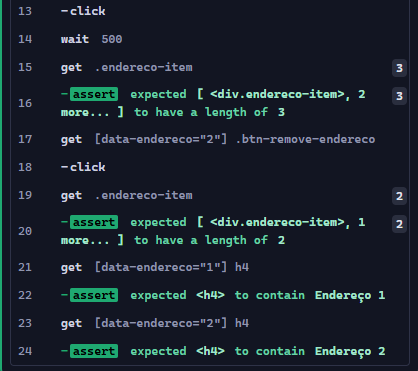 13 -click
14 wait 500
15 get .endereco-item 3
16 -assert expected [ <div.endereco-item>, 2 3
more... ] to have a length of 3
17 get [data-endereco="2"] .btn-remove-endereco
18 -click
19 get .endereco-item 2
20 -assert expected [ <div.endereco-item>, 1 2
more... ] to have a length of 2
21 get [data-endereco="1"] h4
22 -assert expected <h4> to contain Endereço 1
23 get [data-endereco="2"] h4
24 -assert expected <h4> to contain Endereço 2